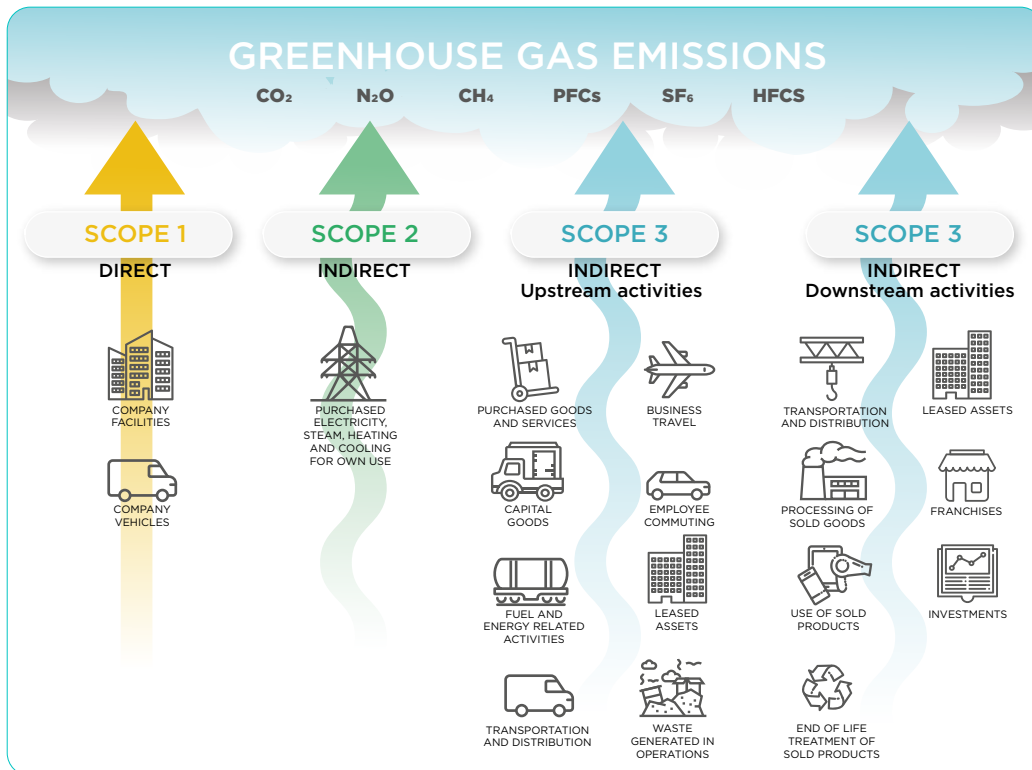 GREENHOUSE GAS EMISSIONS
CO₂ N₂O CH₄ PFCs SF₆ HFCS
SCOPE 1
DIRECT
COMPANY
FACILITIES
COMPANY
VEHICLES
SCOPE 2
INDIRECT
PURCHASED
ELECTRICITY,
STEAM, HEATING
AND COOLING
FOR OWN USE
SCOPE 3
INDIRECT
Upstream activities
PURCHASED GOODS
AND SERVICES
BUSINESS
TRAVEL
CAPITAL
GOODS
EMPLOYEE
COMMUTING
FUEL AND
ENERGY RELATED
ACTIVITIES
LEASED
ASSETS
TRANSPORTATION
AND DISTRIBUTION
WASTE
GENERATED IN
OPERATIONS
SCOPE 3
INDIRECT
Downstream activities
TRANSPORTATION
AND DISTRIBUTION
LEASED ASSETS
PROCESSING OF
SOLD GOODS
FRANCHISES
USE OF SOLD
PRODUCTS
INVESTMENTS
END OF LIFE
TREATMENT OF
SOLD PRODUCTS